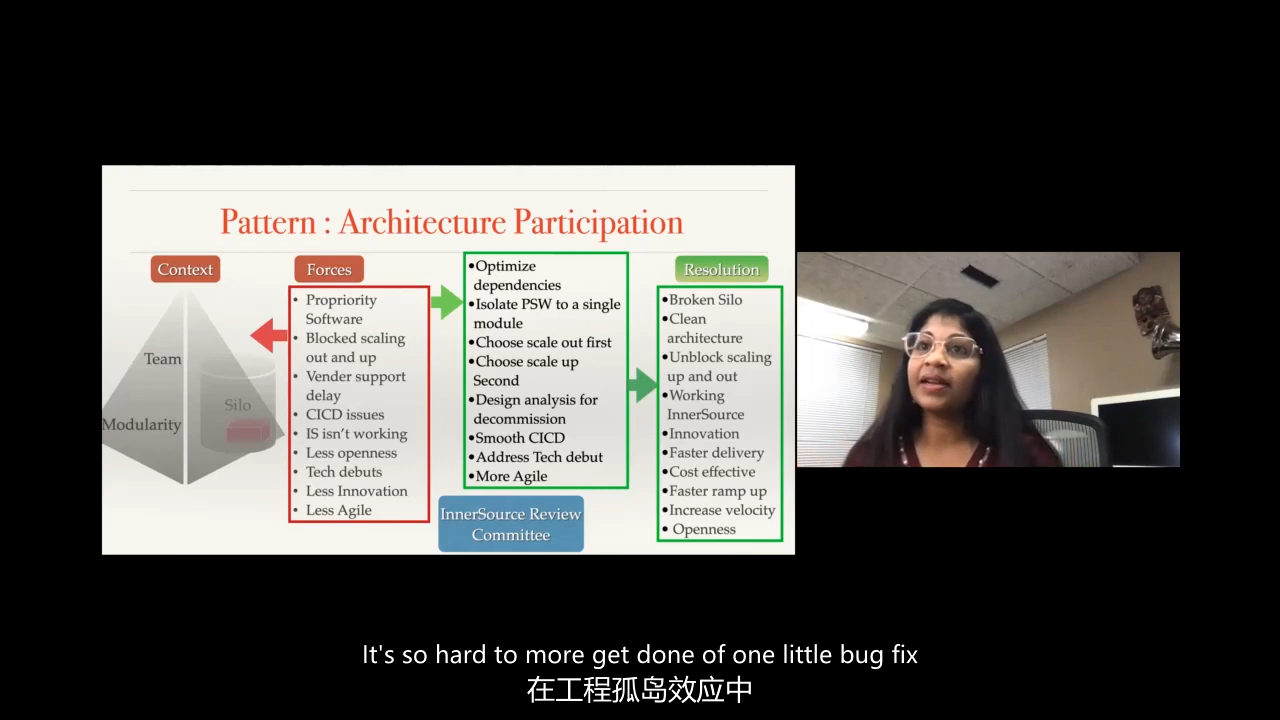 Pattern : Architecture Participation
Context
Team
Modularity
Silo
Forces
• Propriority
Software
• Blocked scaling
out and up
• Vender support
delay
• CICD issues
• IS isn't working
• Less openness
• Tech debuts
• Less Innovation
• Less Agile
•Optimize
dependencies
•Isolate PSW to a single
module
•Choose scale out first
•Choose scale up
Second
•Design analysis for
decommission
•Smooth CICD
•Address Tech debut
•More Agile
InnerSource Review
Committee
Resolution
•Broken Silo
•Clean
architecture
•Unblock scaling
up and out
•Working
InnerSource
•Innovation
•Faster delivery
•Cost effective
•Faster ramp up
•Increase velocity
• Openness
It's so hard to more get done of one little bug fix
在工程孤岛效应中